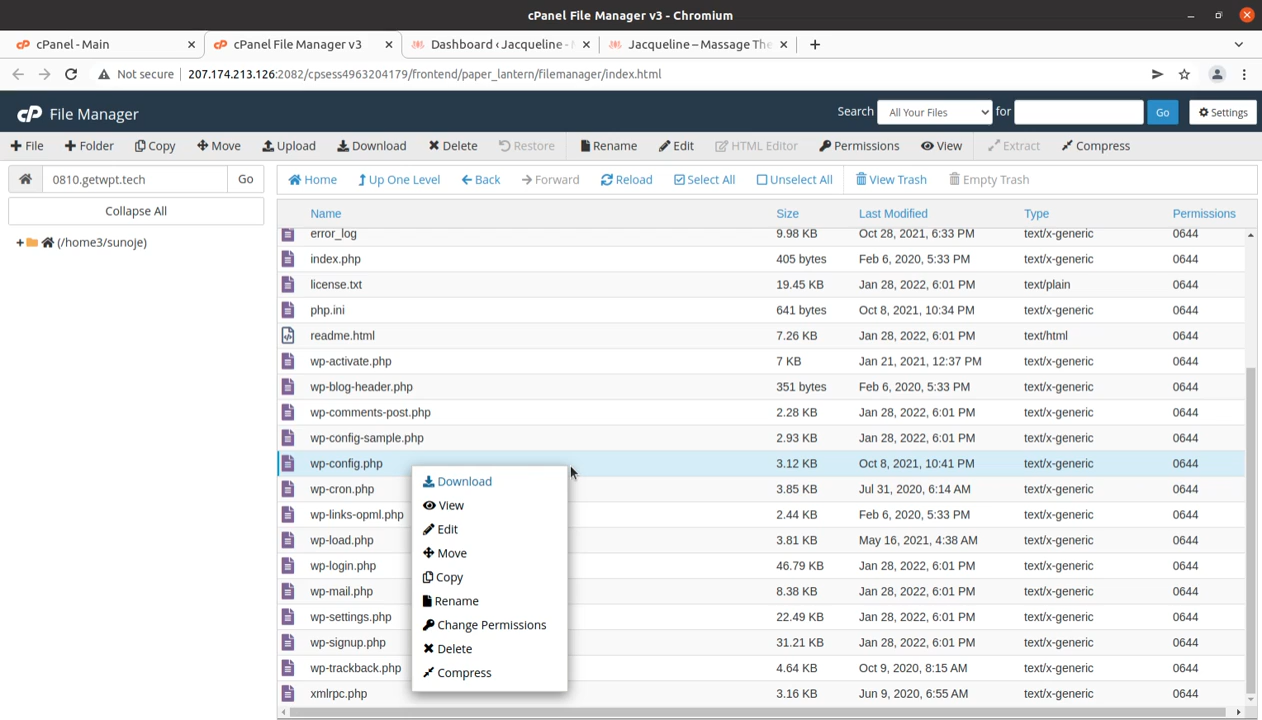 cPanel File Manager v3 - Chromium
cPanel - Main
cPanel File Manager v3
Dashboard ‹ Jacqueline -
Jacqueline – Massage The
Not secure
207.174.213.126:2082/cpsess4963204179/frontend/paper_lantern/filemanager/index.html
cP File Manager
Search
All Your Files
for
Go
Settings
File
Folder
Copy
Move
Upload
Download
Delete
Restore
Rename
Edit
HTML Editor
Permissions
View
Extract
Compress
0810.getwpt.tech
Go
Home
Up One Level
Back
Forward
Reload
Select All
Unselect All
View Trash
Empty Trash
Collapse All
(/home3/sunoje)
Name Size Last Modified Type Permissions
error_log 9.98 KB Oct 28, 2021, 6:33 PM text/x-generic 0644
index.php 405 bytes Feb 6, 2020, 5:33 PM text/x-generic 0644
license.txt 19.45 KB Jan 28, 2022, 6:01 PM text/plain 0644
php.ini 641 bytes Oct 8, 2021, 10:34 PM text/x-generic 0644
readme.html 7.26 KB Jan 28, 2022, 6:01 PM text/html 0644
wp-activate.php 7 KB Jan 21, 2021, 12:37 PM text/x-generic 0644
wp-blog-header.php 351 bytes Feb 6, 2020, 5:33 PM text/x-generic 0644
wp-comments-post.php 2.28 KB Jan 28, 2022, 6:01 PM text/x-generic 0644
wp-config-sample.php 2.93 KB Jan 28, 2022, 6:01 PM text/x-generic 0644
wp-config.php 3.12 KB Oct 8, 2021, 10:41 PM text/x-generic 0644
wp-cron.php 3.85 KB Jul 31, 2020, 6:14 AM text/x-generic 0644
wp-links-opml.php 2.44 KB Feb 6, 2020, 5:33 PM text/x-generic 0644
wp-load.php 3.81 KB May 16, 2021, 4:38 AM text/x-generic 0644
wp-login.php 46.79 KB Jan 28, 2022, 6:01 PM text/x-generic 0644
wp-mail.php 8.38 KB Jan 28, 2022, 6:01 PM text/x-generic 0644
wp-settings.php 22.49 KB Jan 28, 2022, 6:01 PM text/x-generic 0644
wp-signup.php 31.21 KB Jan 28, 2022, 6:01 PM text/x-generic 0644
wp-trackback.php 4.64 KB Oct 9, 2020, 8:15 AM text/x-generic 0644
xmlrpc.php 3.16 KB Jun 9, 2020, 6:55 AM text/x-generic 0644
Download
View
Edit
Move
Copy
Rename
Change Permissions
Delete
Compress